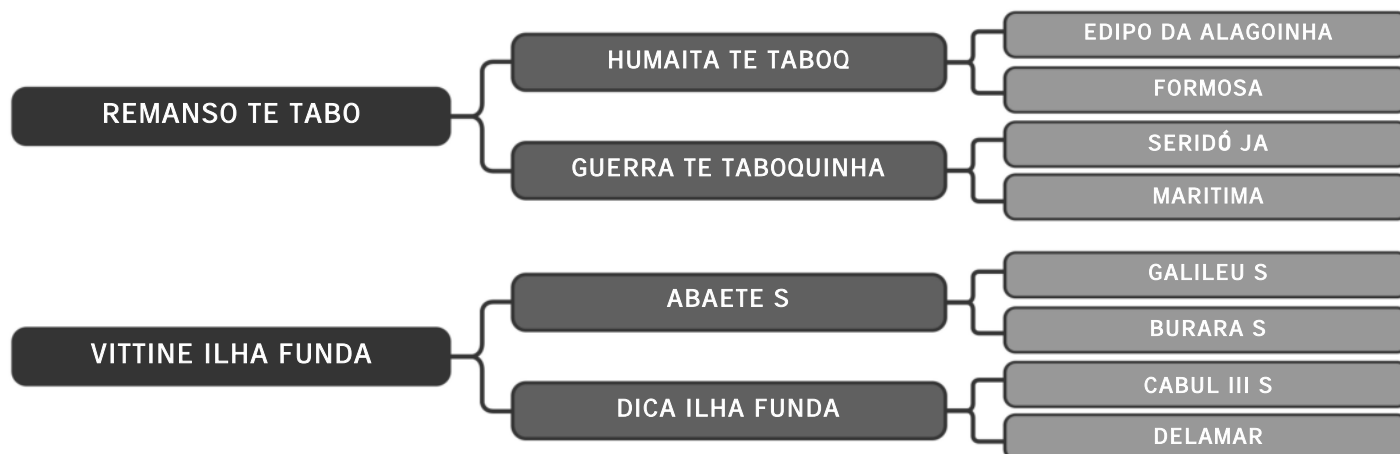 REMANSO TE TABO
HUMAITA TE TABOQ
EDIPO DA ALAGOINHA
FORMOSA
GUERRA TE TABOQUINHA
SERIDÓ JA
MARITIMA
VITTINE ILHA FUNDA
ABAETE S
GALILEU S
BURARA S
DICA ILHA FUNDA
CABUL III S
DELAMAR